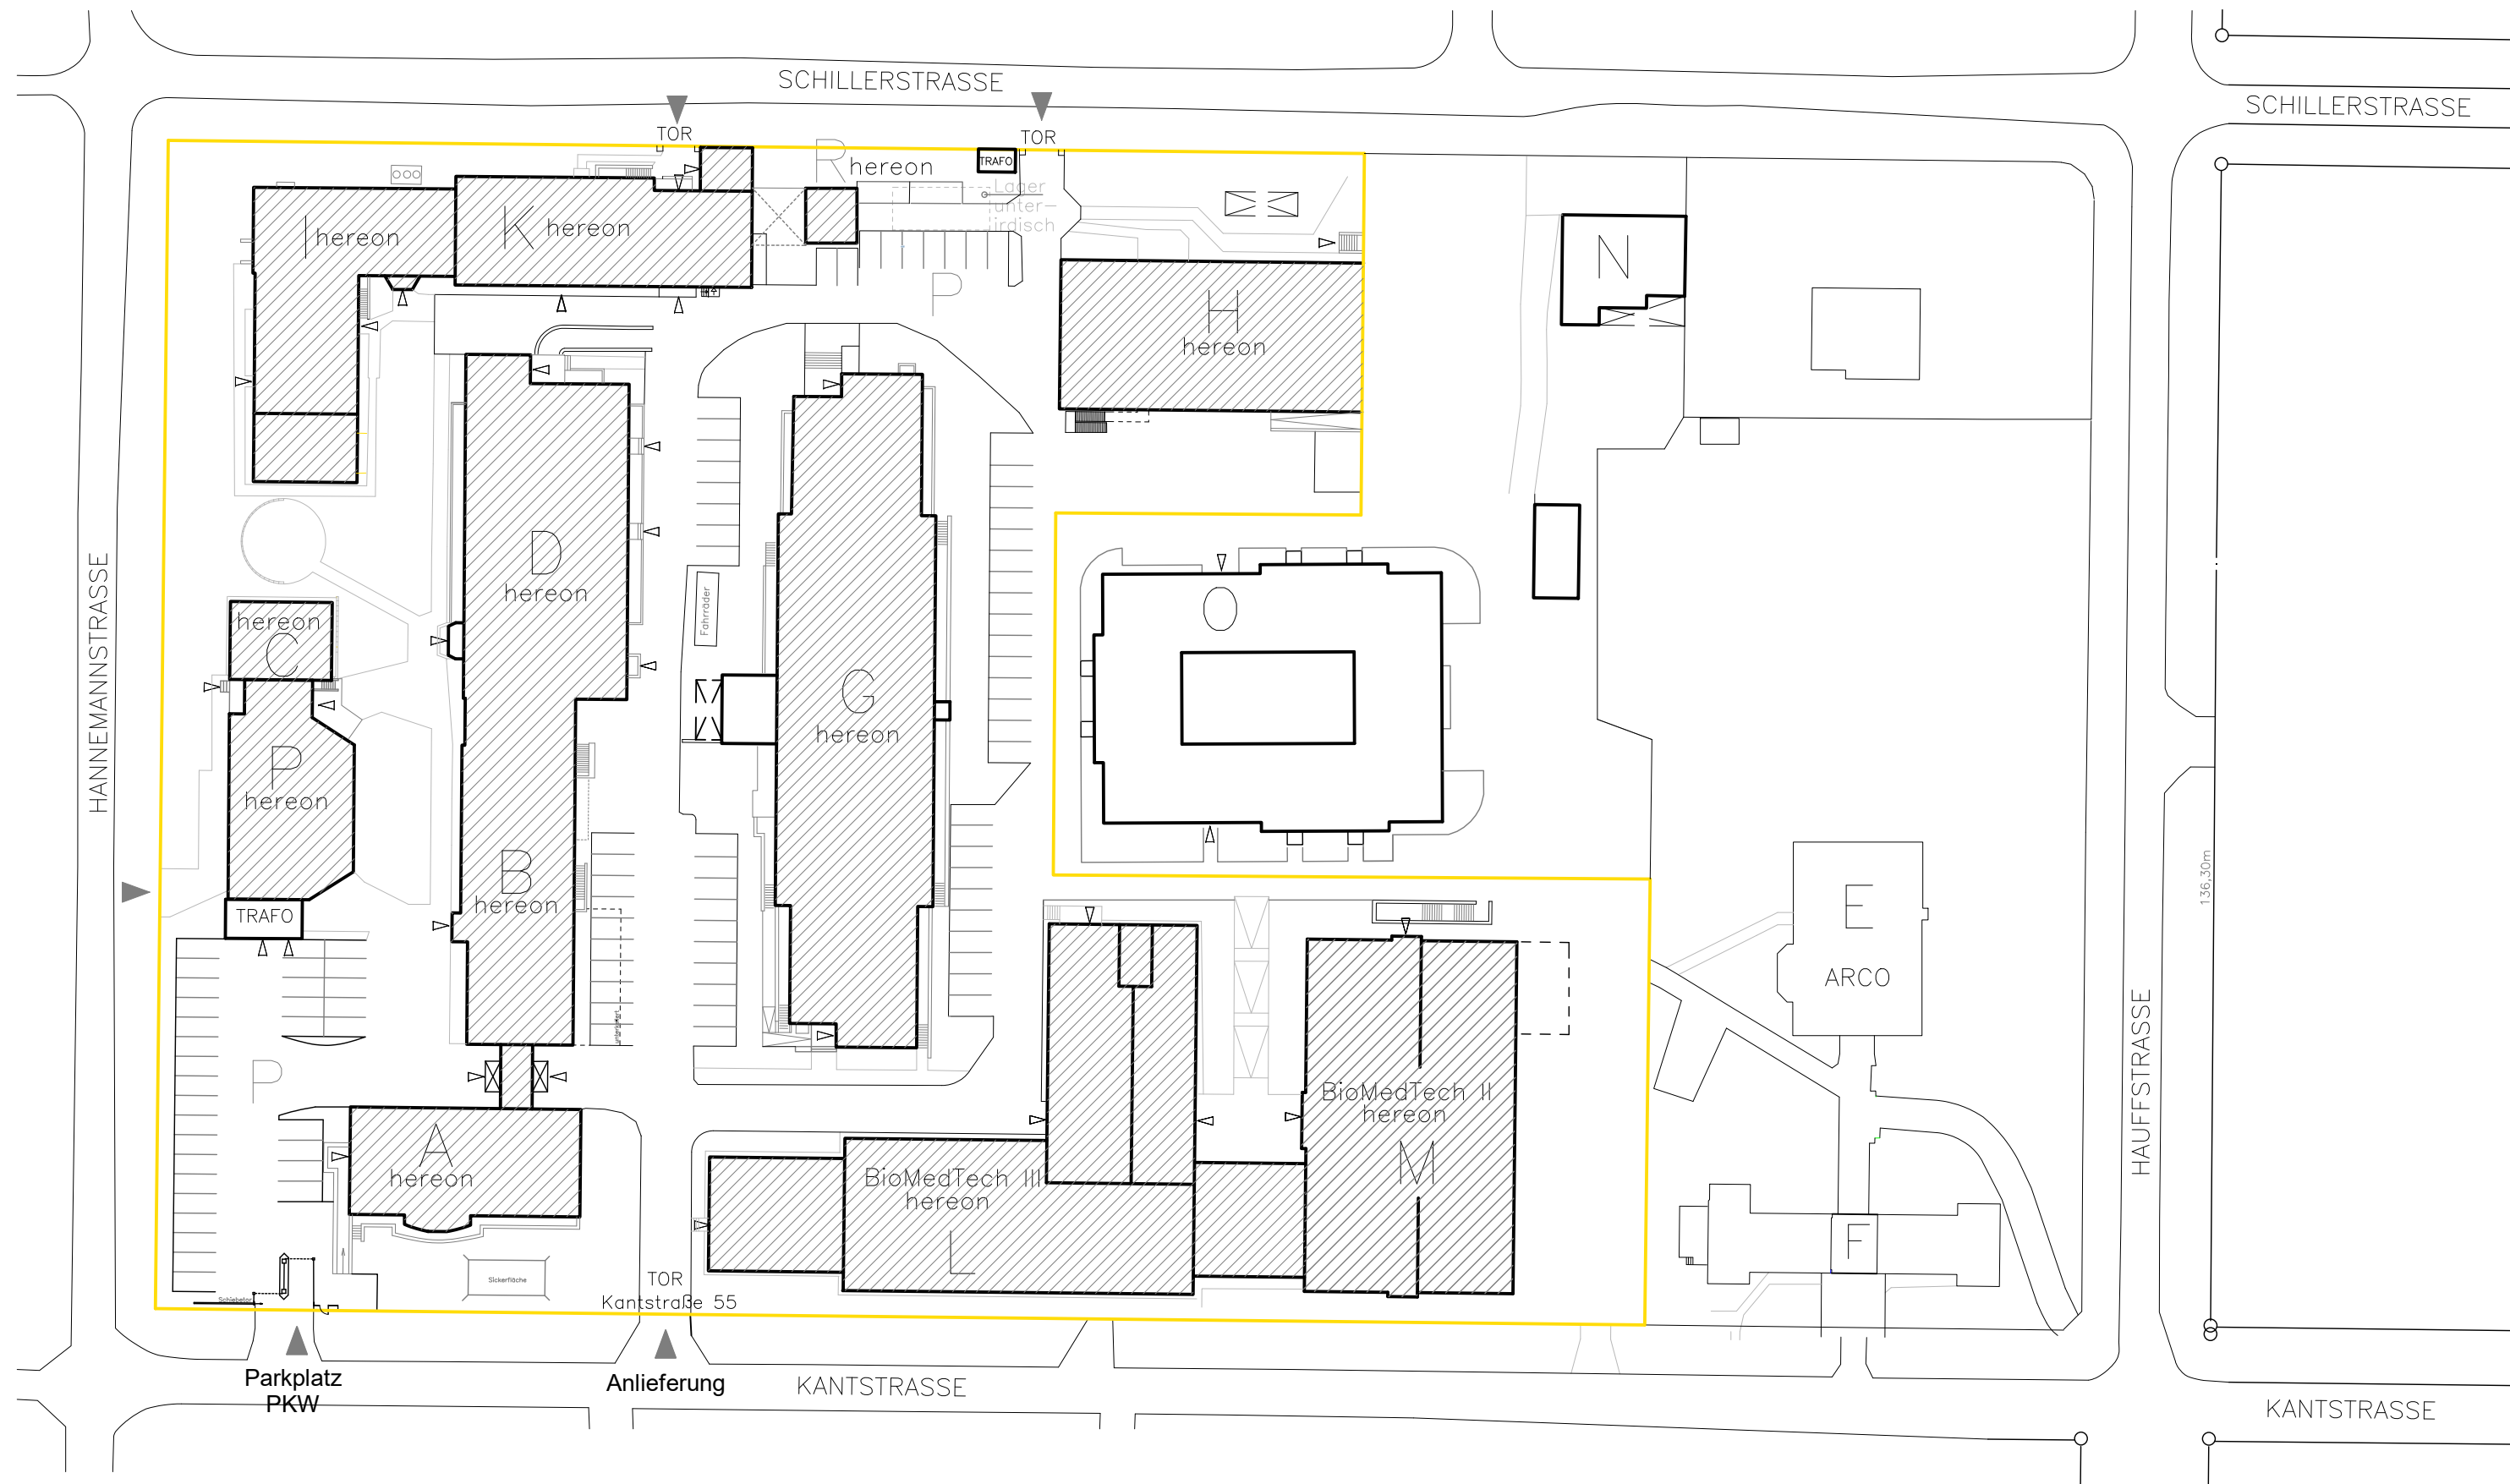 SCHILLERSTRASSE
SCHILLERSTRASSE
TOR
TOR
R hereon
TRAFO
Lager
unter-
irdisch
I hereon
K hereon
P
H
hereon
N
HANNEMANNSTRASSE
D
hereon
Fahrräder
O
hereon
C
G
hereon
P
hereon
B
hereon
TRAFO
136,30m
E
ARCO
HAUFFSTRASSE
P
BioMedTech II
hereon
M
A
hereon
BioMedTech III
hereon
L
F
Sickerfläche
Schiebetor
TOR
Kantstraße 55
Parkplatz
PKW
Anlieferung
KANTSTRASSE
KANTSTRASSE